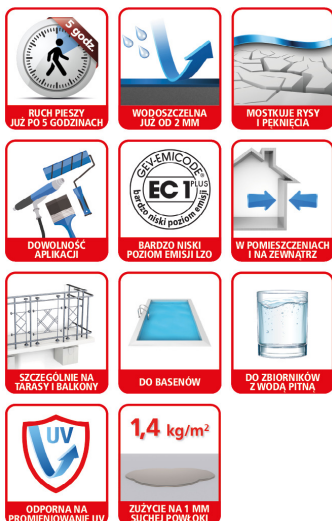 5 godz.
RUCH PIESZY
JUŻ PO 5 GODZINACH
WODOSZCZELNA
JUŻ OD 2 MM
MOSTKUJE RYSY
I PĘKNIĘCIA
DOWOLNOŚĆ
APLIKACJI
GEV-EMICODE®
EC 1 PLUS
bardzo niski poziom emisji
BARDZO NISKI
POZIOM EMISJI LZO
W POMIESZCZENIACH
I NA ZEWNĄTRZ
SZCZEGÓLNIE NA
TARASY I BALKONY
DO BASENÓW
DO ZBIORNIKÓW
Z WODĄ PITNĄ
UV
ODPORNA NA
PROMIENIOWANIE UV
1,4 kg/m²
ZUŻYCIE NA 1 MM
SUCHEJ POWŁOKI